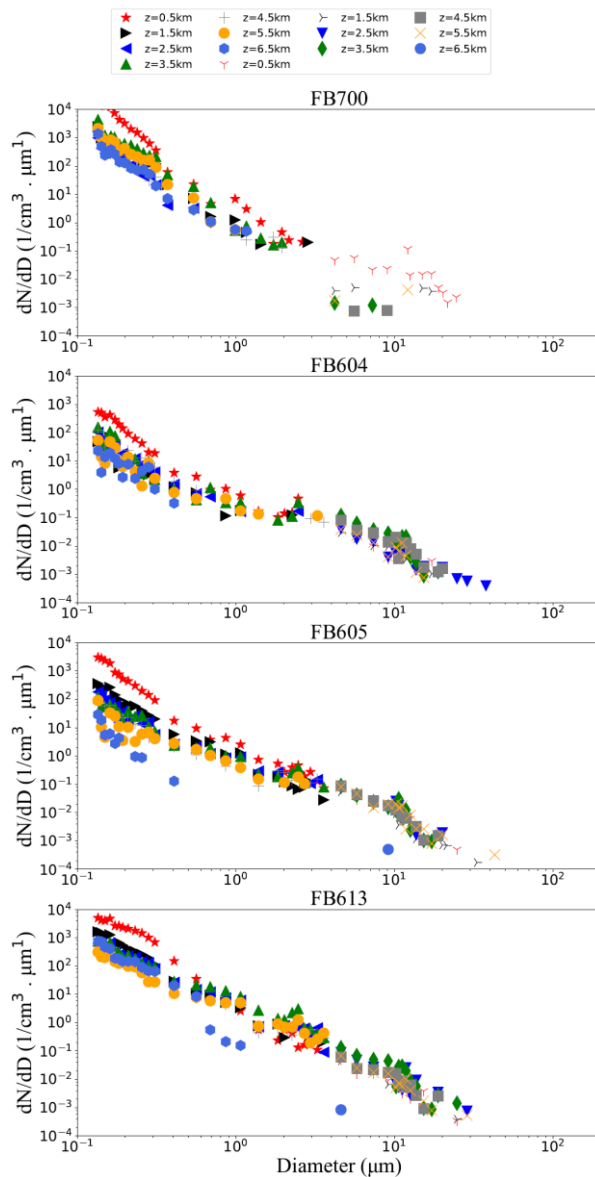 z=0.5km z=4.5km z=1.5km z=4.5km
z=1.5km z=5.5km z=2.5km z=5.5km
z=2.5km z=6.5km z=3.5km z=6.5km
z=3.5km z=0.5km
FB700
dN/dD (1/cm³ . μm¹)
10⁴
10³
10²
10¹
10⁰
10⁻¹
10⁻²
10⁻³
10⁻⁴
10⁻¹ 10⁰ 10¹ 10²
FB604
dN/dD (1/cm³ . μm¹)
10⁴
10³
10²
10¹
10⁰
10⁻¹
10⁻²
10⁻³
10⁻⁴
10⁻¹ 10⁰ 10¹ 10²
FB605
dN/dD (1/cm³ . μm¹)
10⁴
10³
10²
10¹
10⁰
10⁻¹
10⁻²
10⁻³
10⁻⁴
10⁻¹ 10⁰ 10¹ 10²
FB613
dN/dD (1/cm³ . μm¹)
10⁴
10³
10²
10¹
10⁰
10⁻¹
10⁻²
10⁻³
10⁻⁴
10⁻¹ 10⁰ 10¹ 10²
Diameter (μm)